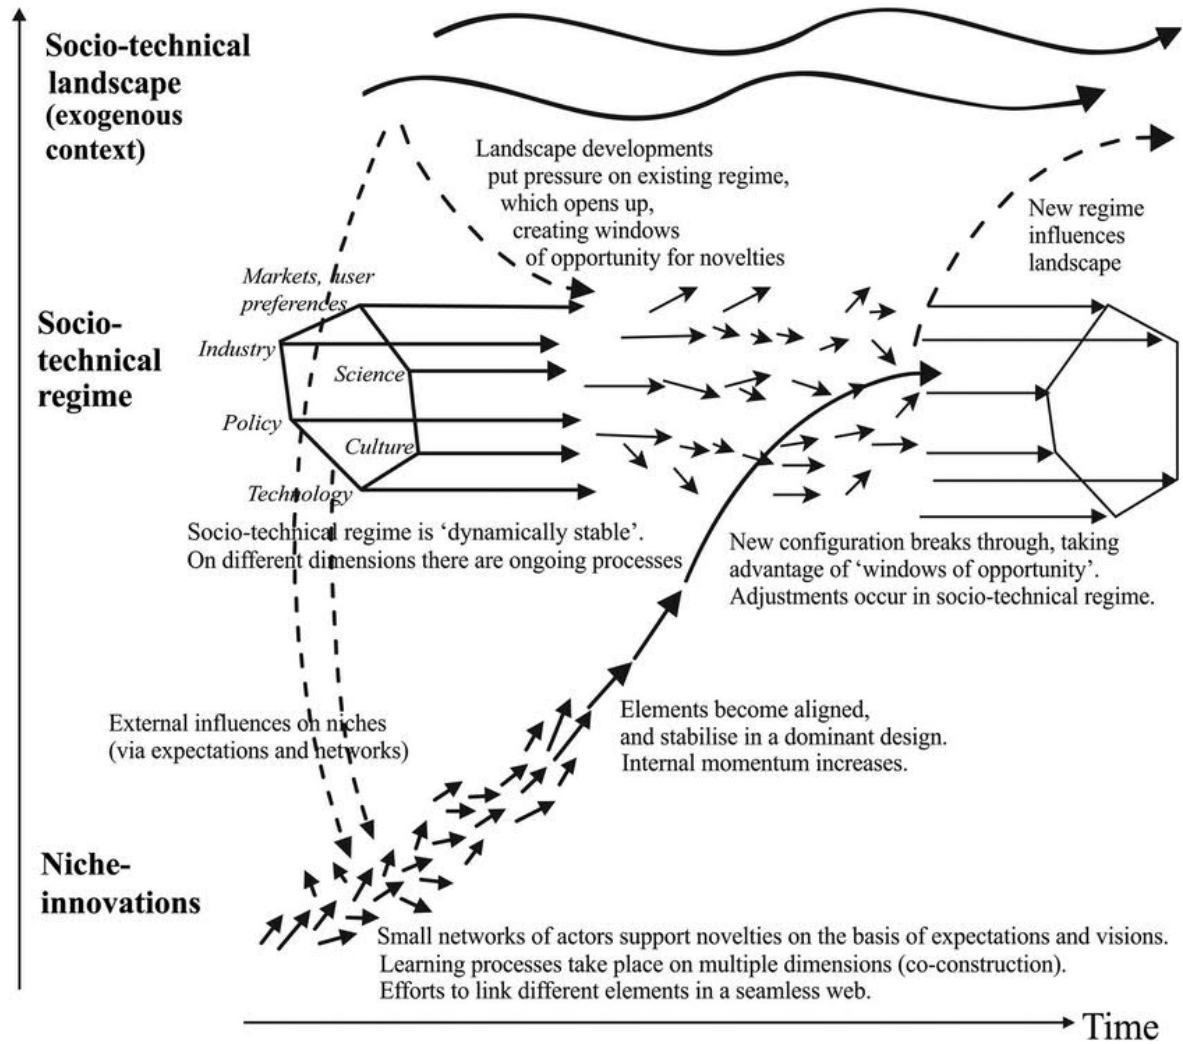 Socio-technical
landscape
(exogenous
context)
Landscape developments
put pressure on existing regime,
which opens up,
creating windows
of opportunity for novelties
New regime
influences
landscape
Markets, user
preferences
Socio-
technical
regime
Industry
Science
Policy
Culture
Technology
Socio-technical regime is ‘dynamically stable’.
On different dimensions there are ongoing processes
New configuration breaks through, taking
advantage of ‘windows of opportunity’.
Adjustments occur in socio-technical regime.
External influences on niches
(via expectations and networks)
Elements become aligned,
and stabilise in a dominant design.
Internal momentum increases.
Niche-
innovations
Small networks of actors support novelties on the basis of expectations and visions.
Learning processes take place on multiple dimensions (co-construction).
Efforts to link different elements in a seamless web.
Time